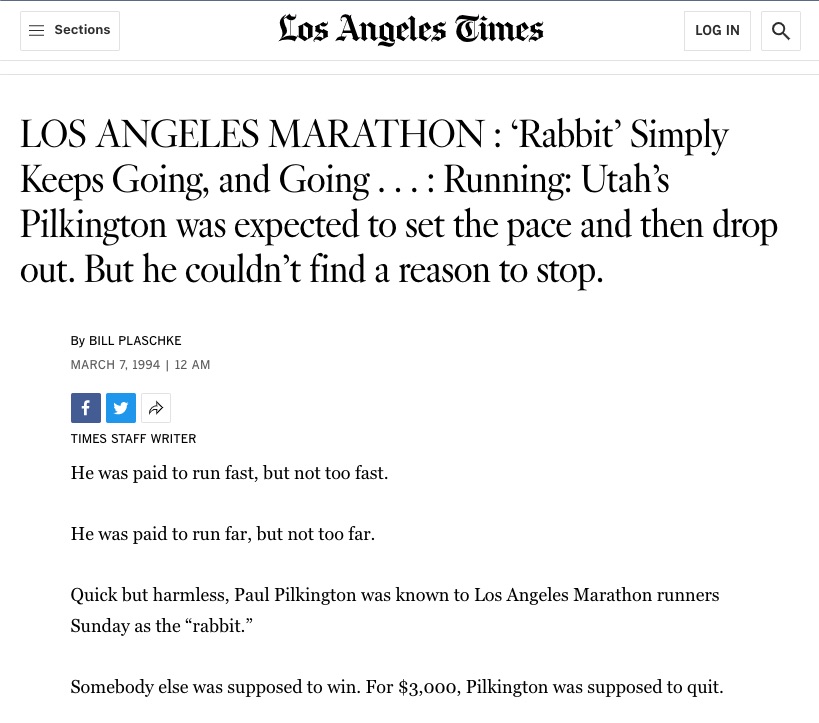 Sections
Los Angeles Times
LOG IN
LOS ANGELES MARATHON : ‘Rabbit’ Simply
Keeps Going, and Going . . . : Running: Utah’s
Pilkington was expected to set the pace and then drop
out. But he couldn’t find a reason to stop.
By BILL PLASCHKE
MARCH 7, 1994 | 12 AM
TIMES STAFF WRITER
He was paid to run fast, but not too fast.
He was paid to run far, but not too far.
Quick but harmless, Paul Pilkington was known to Los Angeles Marathon runners
Sunday as the “rabbit.”
Somebody else was supposed to win. For $3,000, Pilkington was supposed to quit.